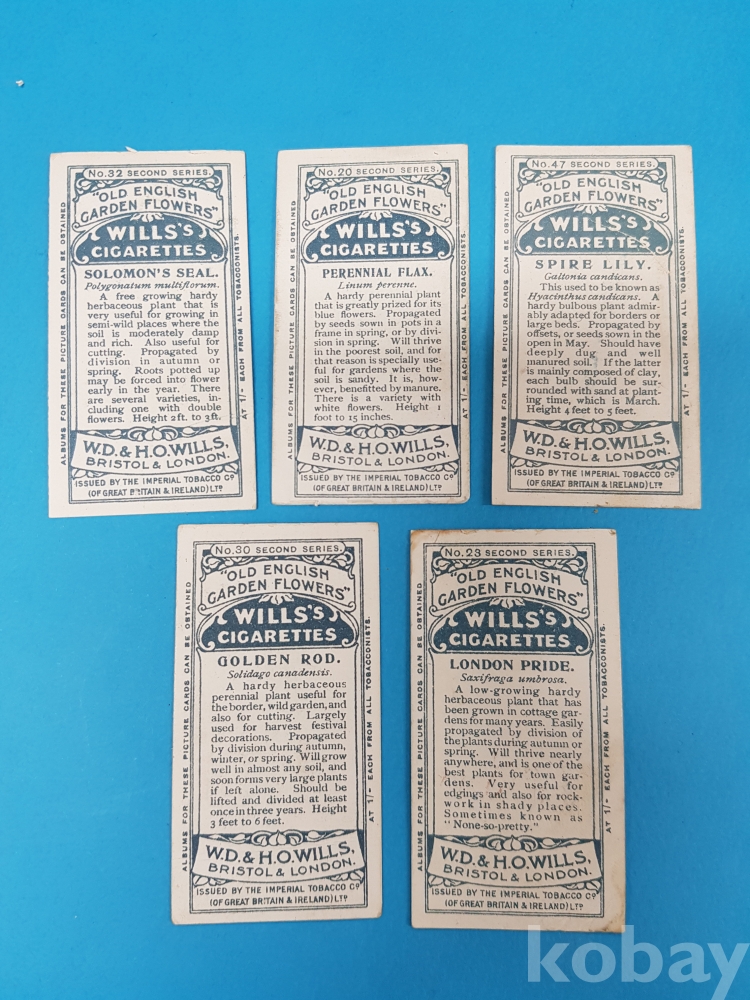 No. 32 SECOND SERIES.
"OLD ENGLISH
GARDEN FLOWERS"
WILLS'S
CIGARETTES
SOLOMON'S SEAL.
Polygonatum multiflorum.
A free growing hardy
herbaceous plant that is
very useful for growing in
semi-wild places where the
soil is moderately damp
and rich. Also useful for
cutting. Propagated by
division in autumn or
spring. Roots potted up
may be forced into flower
early in the year. There
are several varieties, in-
cluding one with double
flowers. Height 2ft. to 3ft.
W.D. & H.O. WILLS,
BRISTOL & LONDON.
ISSUED BY THE IMPERIAL TOBACCO Co
(OF GREAT BRITAIN & IRELAND) LTD
ALBUMS FOR THESE PICTURE CARDS CAN BE OBTAINED
AT 1/- EACH FROM ALL TOBACCONISTS.
No. 20 SECOND SERIES.
"OLD ENGLISH
GARDEN FLOWERS"
WILLS'S
CIGARETTES
PERENNIAL FLAX.
Linum perenne.
A hardy perennial plant
that is greatly prized for its
blue flowers. Propagated
by seeds sown in pots in a
frame in spring, or by divi-
sion in spring. Will thrive
in the poorest soil, and for
that reason is specially use-
ful for gardens where the
soil is sandy. It is, how-
ever, benefited by manure.
There is a variety with
white flowers. Height 1
foot to 15 inches.
W.D. & H.O. WILLS,
BRISTOL & LONDON.
ISSUED BY THE IMPERIAL TOBACCO Co
(OF GREAT BRITAIN & IRELAND) LTD
ALBUMS FOR THESE PICTURE CARDS CAN BE OBTAINED
AT 1/- EACH FROM ALL TOBACCONISTS.
No. 47 SECOND SERIES.
"OLD ENGLISH
GARDEN FLOWERS"
WILLS'S
CIGARETTES
SPIRE LILY.
Galtonia candicans.
This used to be known as
Hyacinthus candicans. A
hardy bulbous plant admir-
ably adapted for borders or
large beds. Propagated by
offsets, or seeds sown in the
open in May. Should have
deeply dug and well
manured soil. If the latter
is mainly composed of clay,
each bulb should be sur-
rounded with sand at plant-
ing time, which is March.
Height 4 feet to 5 feet.
W.D. & H.O. WILLS,
BRISTOL & LONDON.
ISSUED BY THE IMPERIAL TOBACCO Co
(OF GREAT BRITAIN & IRELAND) LTD
ALBUMS FOR THESE PICTURE CARDS CAN BE OBTAINED
AT 1/- EACH FROM ALL TOBACCONISTS.
No. 30 SECOND SERIES.
"OLD ENGLISH
GARDEN FLOWERS"
WILLS'S
CIGARETTES
GOLDEN ROD.
Solidago canadensis.
A hardy herbaceous
perennial plant useful for
the border, wild garden, and
also for cutting. Largely
used for harvest festival
decorations. Propagated
by division during autumn,
winter, or spring. Will grow
well in almost any soil, and
soon forms very large plants
if left alone. Should be
lifted and divided at least
once in three years. Height
3 feet to 6 feet.
W.D. & H.O. WILLS,
BRISTOL & LONDON.
ISSUED BY THE IMPERIAL TOBACCO Co
(OF GREAT BRITAIN & IRELAND) LTD
ALBUMS FOR THESE PICTURE CARDS CAN BE OBTAINED
AT 1/- EACH FROM ALL TOBACCONISTS.
No. 23 SECOND SERIES.
"OLD ENGLISH
GARDEN FLOWERS"
WILLS'S
CIGARETTES
LONDON PRIDE.
Saxifraga umbrosa.
A low-growing hardy
herbaceous plant that has
been grown in cottage gar-
dens for many years. Easily
propagated by division of
the plants during autumn or
spring. Will thrive nearly
anywhere, and is one of the
best plants for town gar-
dens. Very useful for
edgings and also for rock-
work in shady places.
Sometimes known as
"None-so-pretty."
W.D. & H.O. WILLS,
BRISTOL & LONDON.
ISSUED BY THE IMPERIAL TOBACCO Co
(OF GREAT BRITAIN & IRELAND) LTD
ALBUMS FOR THESE PICTURE CARDS CAN BE OBTAINED
AT 1/- EACH FROM ALL TOBACCONISTS.
kobay